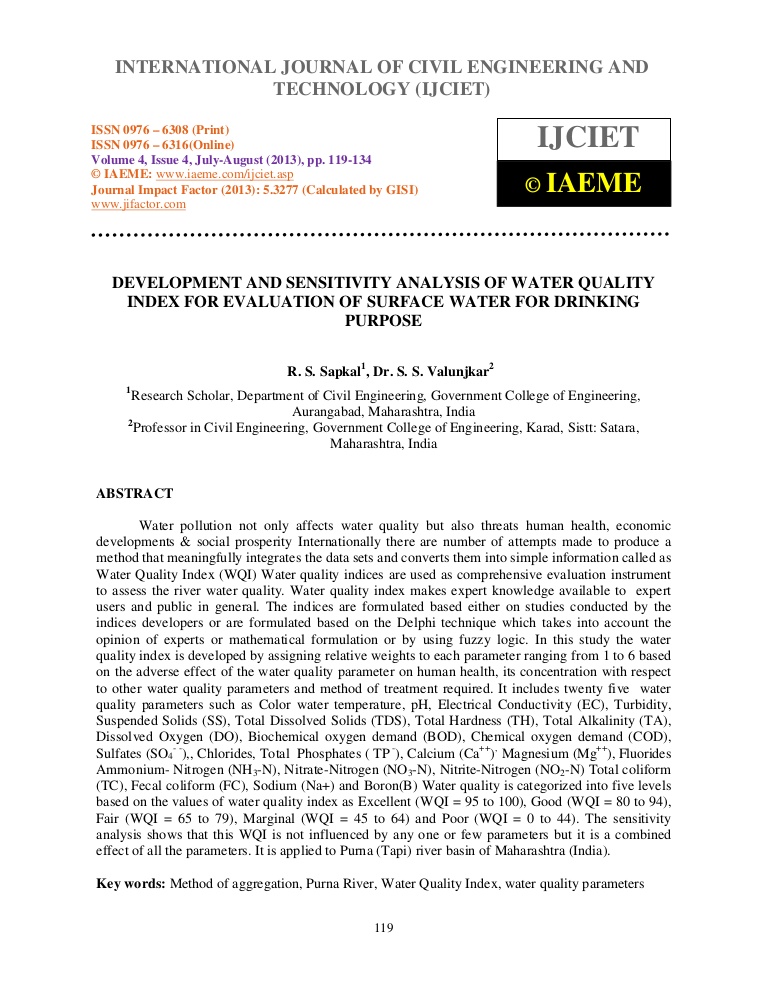 INTERNATIONAL JOURNAL OF CIVIL ENGINEERING AND
TECHNOLOGY (IJCIET)
ISSN 0976 – 6308 (Print)
ISSN 0976 – 6316(Online)
Volume 4, Issue 4, July-August (2013), pp. 119-134
© IAEME: www.iaeme.com/ijciet.asp
Journal Impact Factor (2013): 5.3277 (Calculated by GISI)
www.jifactor.com
IJCIET
© IAEME
DEVELOPMENT AND SENSITIVITY ANALYSIS OF WATER QUALITY
INDEX FOR EVALUATION OF SURFACE WATER FOR DRINKING
PURPOSE
R. S. Sapkal1, Dr. S. S. Valunjkar2
1Research Scholar, Department of Civil Engineering, Government College of Engineering,
Aurangabad, Maharashtra, India
2Professor in Civil Engineering, Government College of Engineering, Karad, Sistt: Satara,
Maharashtra, India
ABSTRACT
Water pollution not only affects water quality but also threats human health, economic
developments & social prosperity Internationally there are number of attempts made to produce a
method that meaningfully integrates the data sets and converts them into simple information called as
Water Quality Index (WQI) Water quality indices are used as comprehensive evaluation instrument
to assess the river water quality. Water quality index makes expert knowledge available to expert
users and public in general. The indices are formulated based either on studies conducted by the
indices developers or are formulated based on the Delphi technique which takes into account the
opinion of experts or mathematical formulation or by using fuzzy logic. In this study the water
quality index is developed by assigning relative weights to each parameter ranging from 1 to 6 based
on the adverse effect of the water quality parameter on human health, its concentration with respect
to other water quality parameters and method of treatment required. It includes twenty five water
quality parameters such as Color water temperature, pH, Electrical Conductivity (EC), Turbidity,
Suspended Solids (SS), Total Dissolved Solids (TDS), Total Hardness (TH), Total Alkalinity (TA),
Dissolved Oxygen (DO), Biochemical oxygen demand (BOD), Chemical oxygen demand (COD),
Sulfates (SO4- -),, Chlorides, Total Phosphates ( TP-), Calcium (Ca++)· Magnesium (Mg++), Fluorides
Ammonium- Nitrogen (NH3-N), Nitrate-Nitrogen (NO3-N), Nitrite-Nitrogen (NO2-N) Total coliform
(TC), Fecal coliform (FC), Sodium (Na+) and Boron(B) Water quality is categorized into five levels
based on the values of water quality index as Excellent (WQI = 95 to 100), Good (WQI = 80 to 94),
Fair (WQI = 65 to 79), Marginal (WQI = 45 to 64) and Poor (WQI = 0 to 44). The sensitivity
analysis shows that this WQI is not influenced by any one or few parameters but it is a combined
effect of all the parameters. It is applied to Purna (Tapi) river basin of Maharashtra (India).
Key words: Method of aggregation, Purna River, Water Quality Index, water quality parameters
119